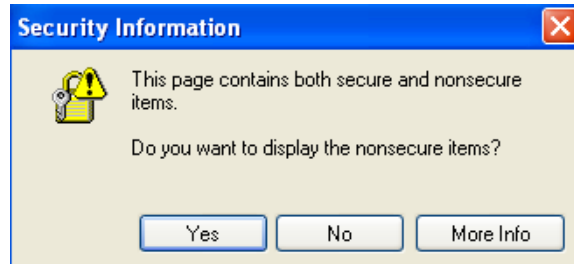 Security Information
This page contains both secure and nonsecure
items.
Do you want to display the nonsecure items?
Yes
No
More Info